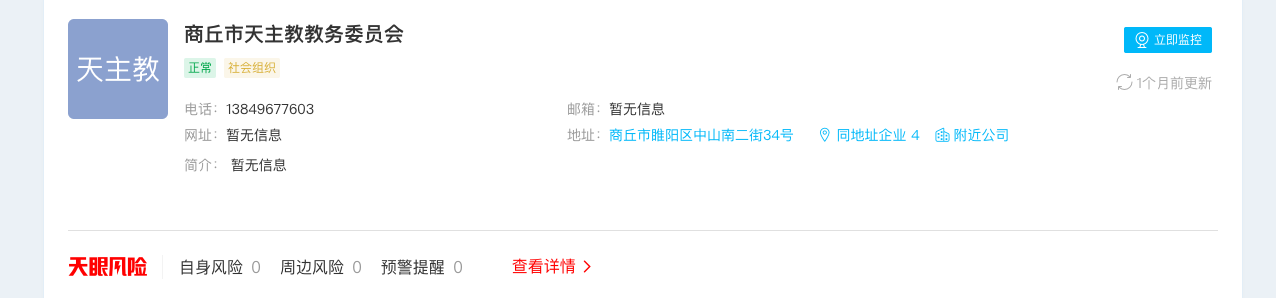 天主教
商丘市天主教教务委员会
立即监控
正常 社会组织
1个月前更新
电话： 13849677603 邮箱： 暂无信息
网址： 暂无信息 地址： 商丘市睢阳区中山南二街34号 同地址企业 4 附近公司
简介： 暂无信息
天眼风险 自身风险 0 周边风险 0 预警提醒 0 查看详情 >